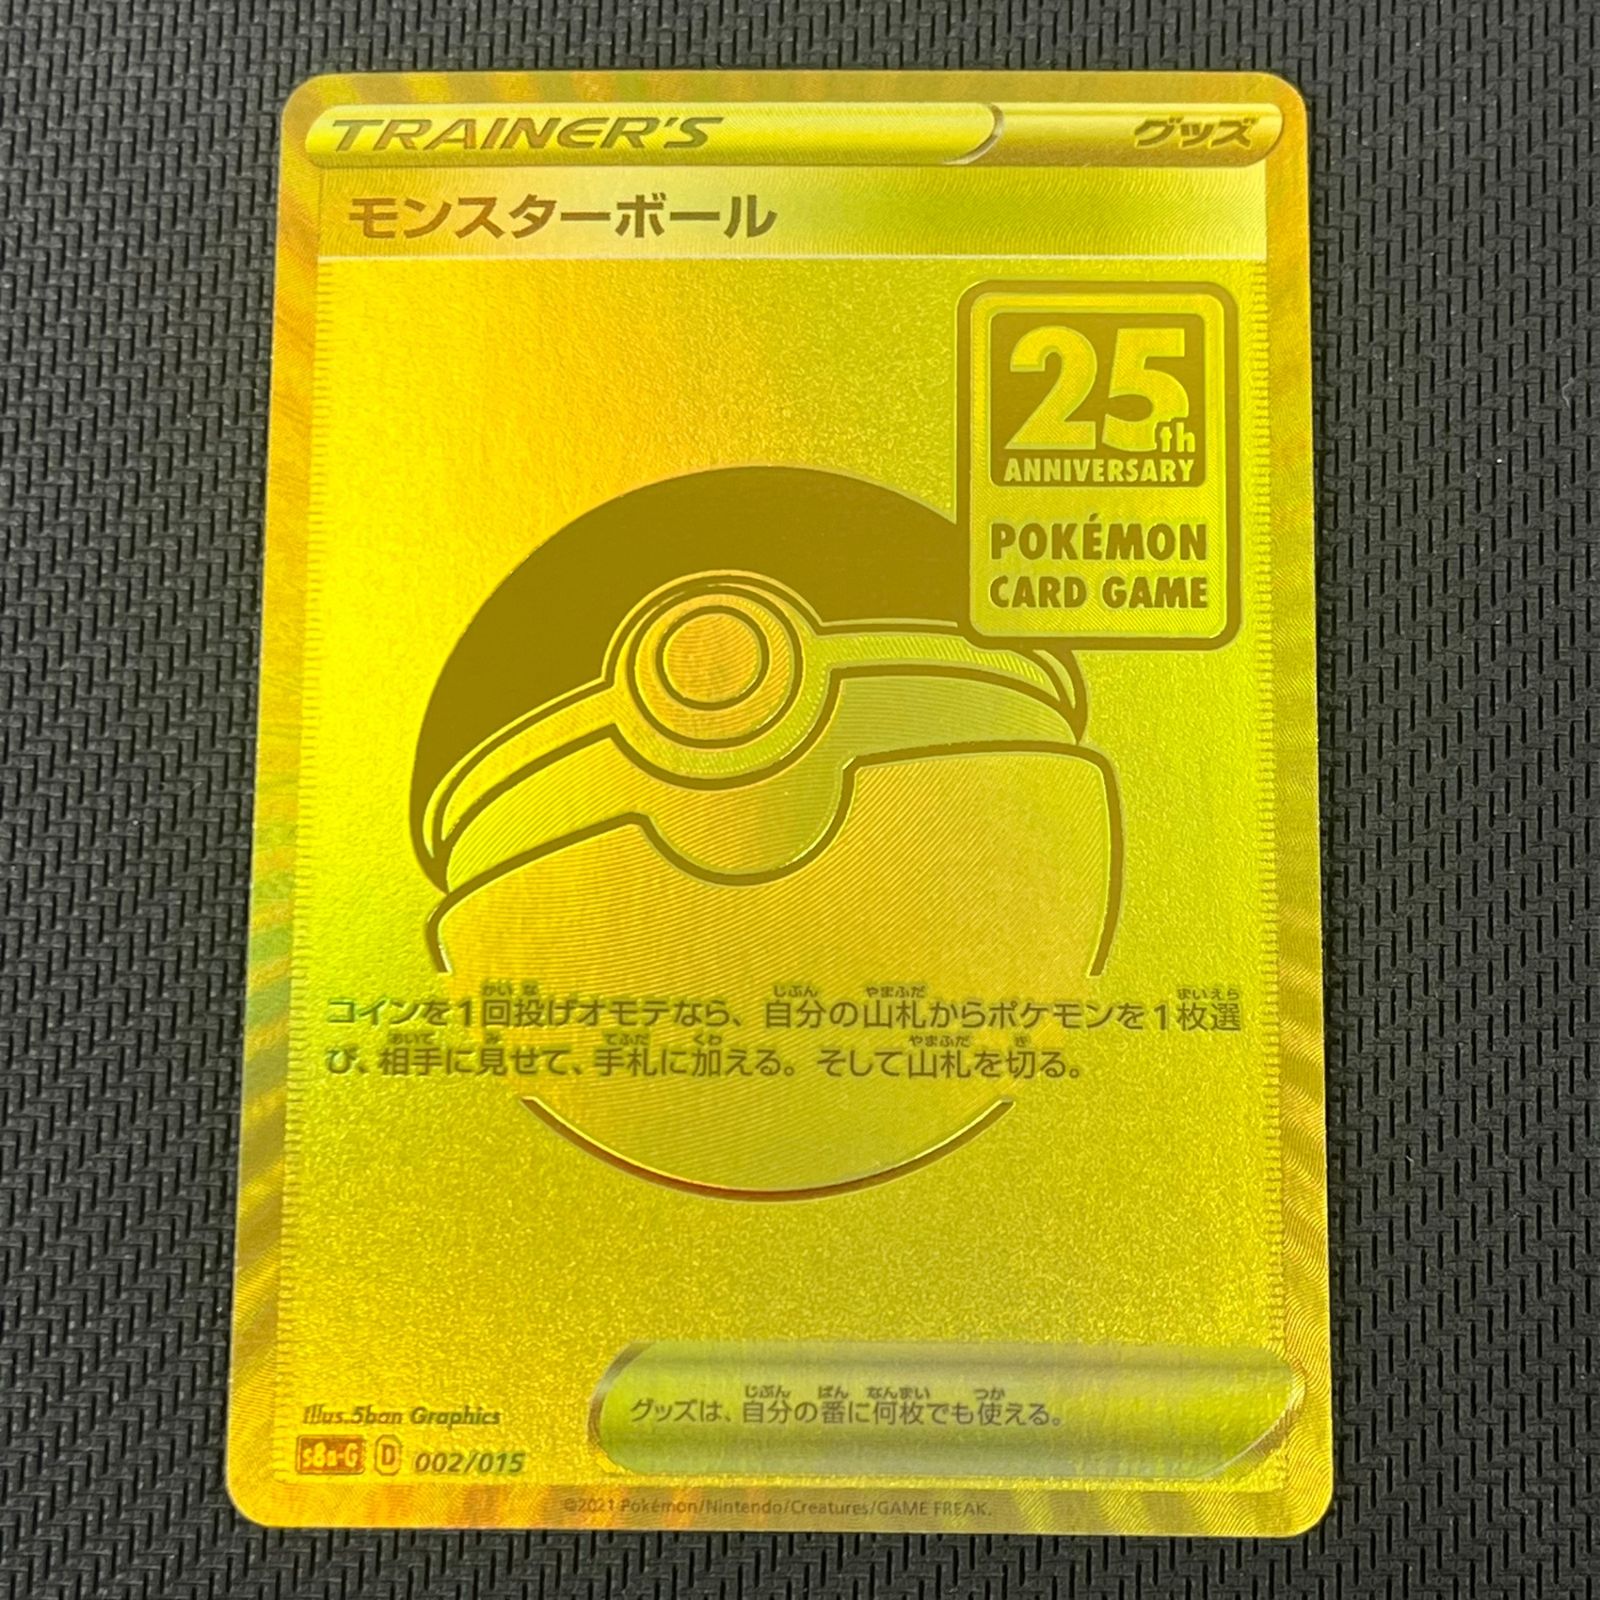 TRAINER'S グッズ
モンスターボール
25th
ANNIVERSARY
POKÉMON
CARD GAME
コインを1回投げオモテなら、自分の山札からポケモンを1枚選
び、相手に見せて、手札に加える。そして山札を切る。
グッズは、自分の番に何枚でも使える。
Illus. 5ban Graphics
s8a-G D 002/015
©2021 Pokémon/Nintendo/Creatures/GAME FREAK.